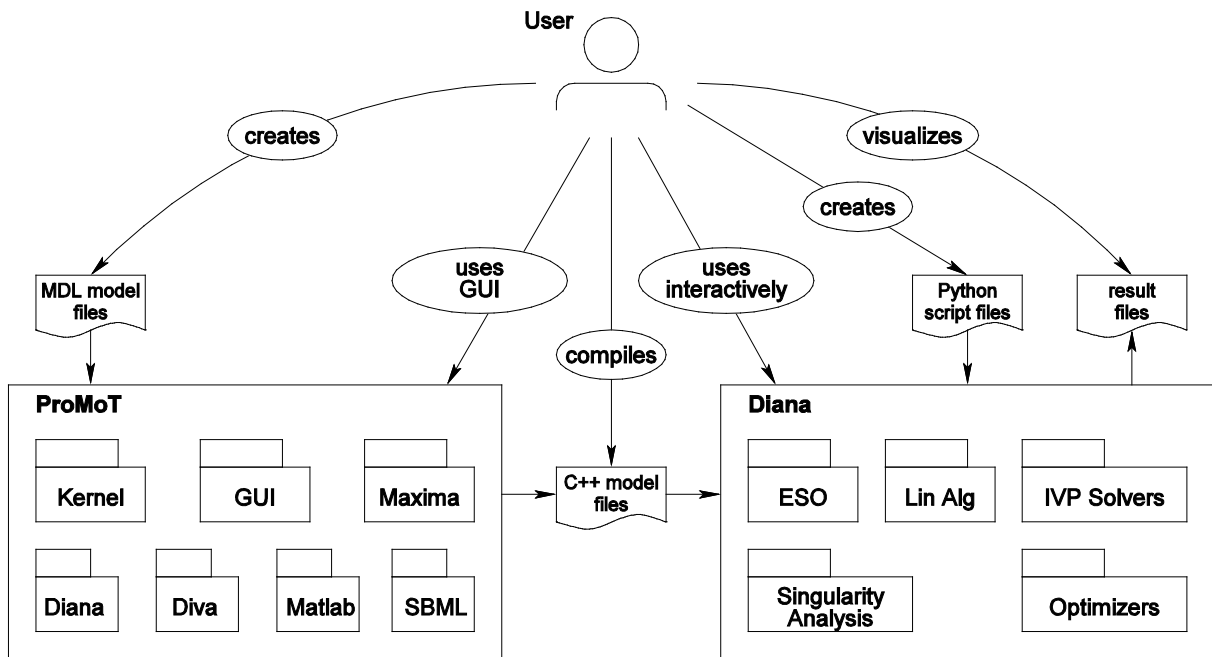 User
creates
visualizes
creates
uses
GUI
uses
interactively
MDL model
files
Python
script files
result
files
compiles
ProMoT
Diana
Kernel
GUI
Maxima
C++ model
files
ESO
Lin Alg
IVP Solvers
Diana
Diva
Matlab
SBML
Singularity
Analysis
Optimizers